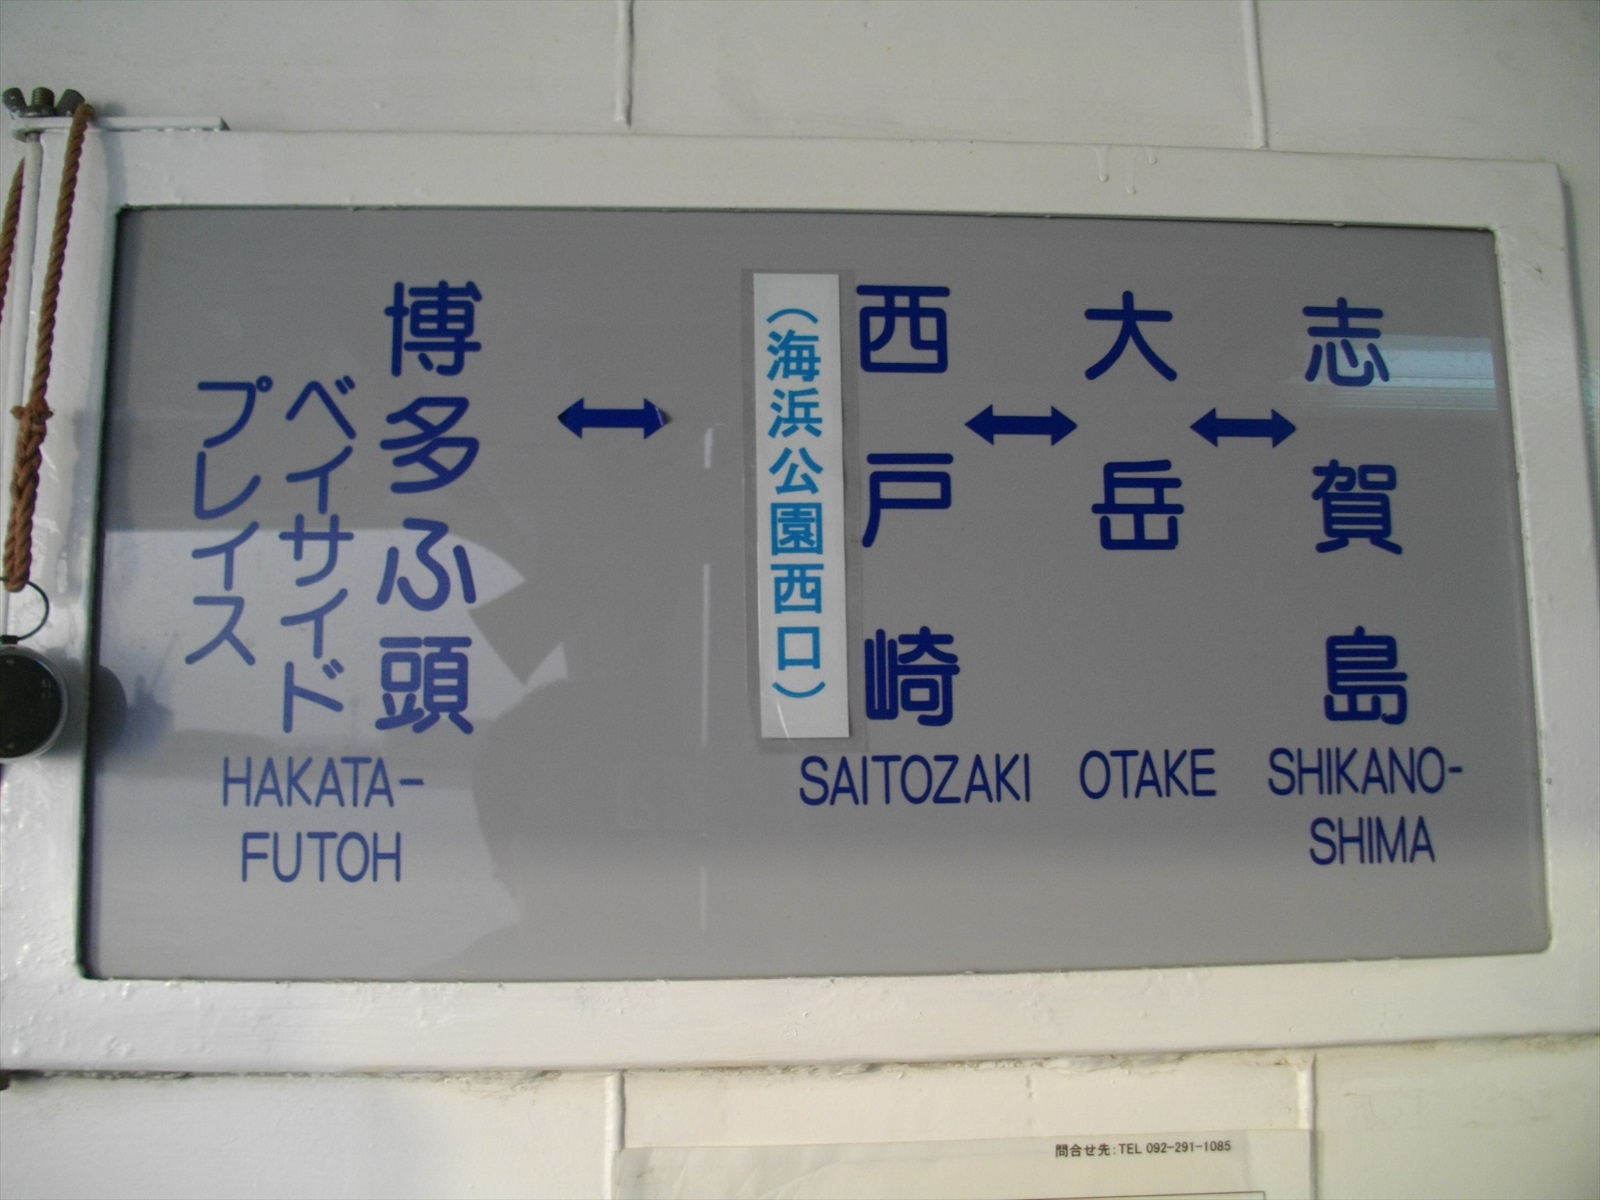 博多ふ頭
ベイサイド
プレイス
HAKATA-
FUTOH
(海浜公園西口)
西戸崎
SAITOZAKI
大岳
OTAKE
志賀島
SHIKANO-
SHIMA
問合せ先:TEL 092-291-1085